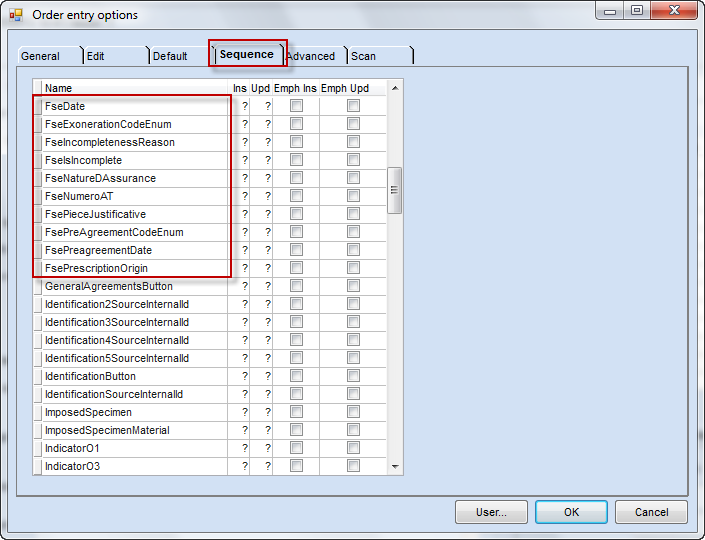 Order entry options
General Edit Default Sequence Advanced Scan
Name Ins Upd Emph Ins Emph Upd
FseDate ? ?
FseExonerationCodeEnum ? ?
FseIncompletenessReason ? ?
FseIsIncomplete ? ?
FseNatureDAssurance ? ?
FseNumeroAT ? ?
FsePieceJustificative ? ?
FsePreAgreementCodeEnum ? ?
FsePreagreementDate ? ?
FsePrescriptionOrigin ? ?
GeneralAgreementsButton ? ?
Identification2SourceInternalId ? ?
Identification3SourceInternalId ? ?
Identification4SourceInternalId ? ?
Identification5SourceInternalId ? ?
IdentificationButton ? ?
IdentificationSourceInternalId ? ?
ImposedSpecimen ? ?
ImposedSpecimenMaterial ? ?
IndicatorO1 ? ?
IndicatorO3 ? ?
User... OK Cancel